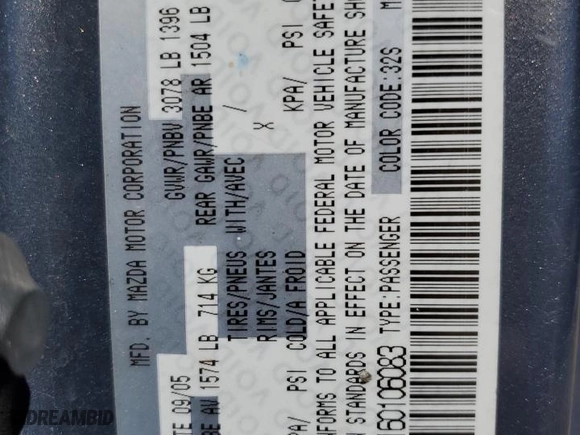 MFD. BY MAZDA MOTOR CORPORATION
TE 09/05 GVWR/PNBV 3078 LB 1396
BE AV 1574 LB 714 KG REAR GAWR/PNBE AR 1504 LB
TIRES/PNEUS WITH/AVEC /
RIMS/JANTES X
PA/ PSI COLD/A FROID KPA/ PSI
NFORMS TO ALL APPLICABLE FEDERAL MOTOR VEHICLE SAFET
N STANDARDS IN EFFECT ON THE DATE OF MANUFACTURE SH
60106083 TYPE:PASSENGER COLOR CODE:32S
DREAMBID